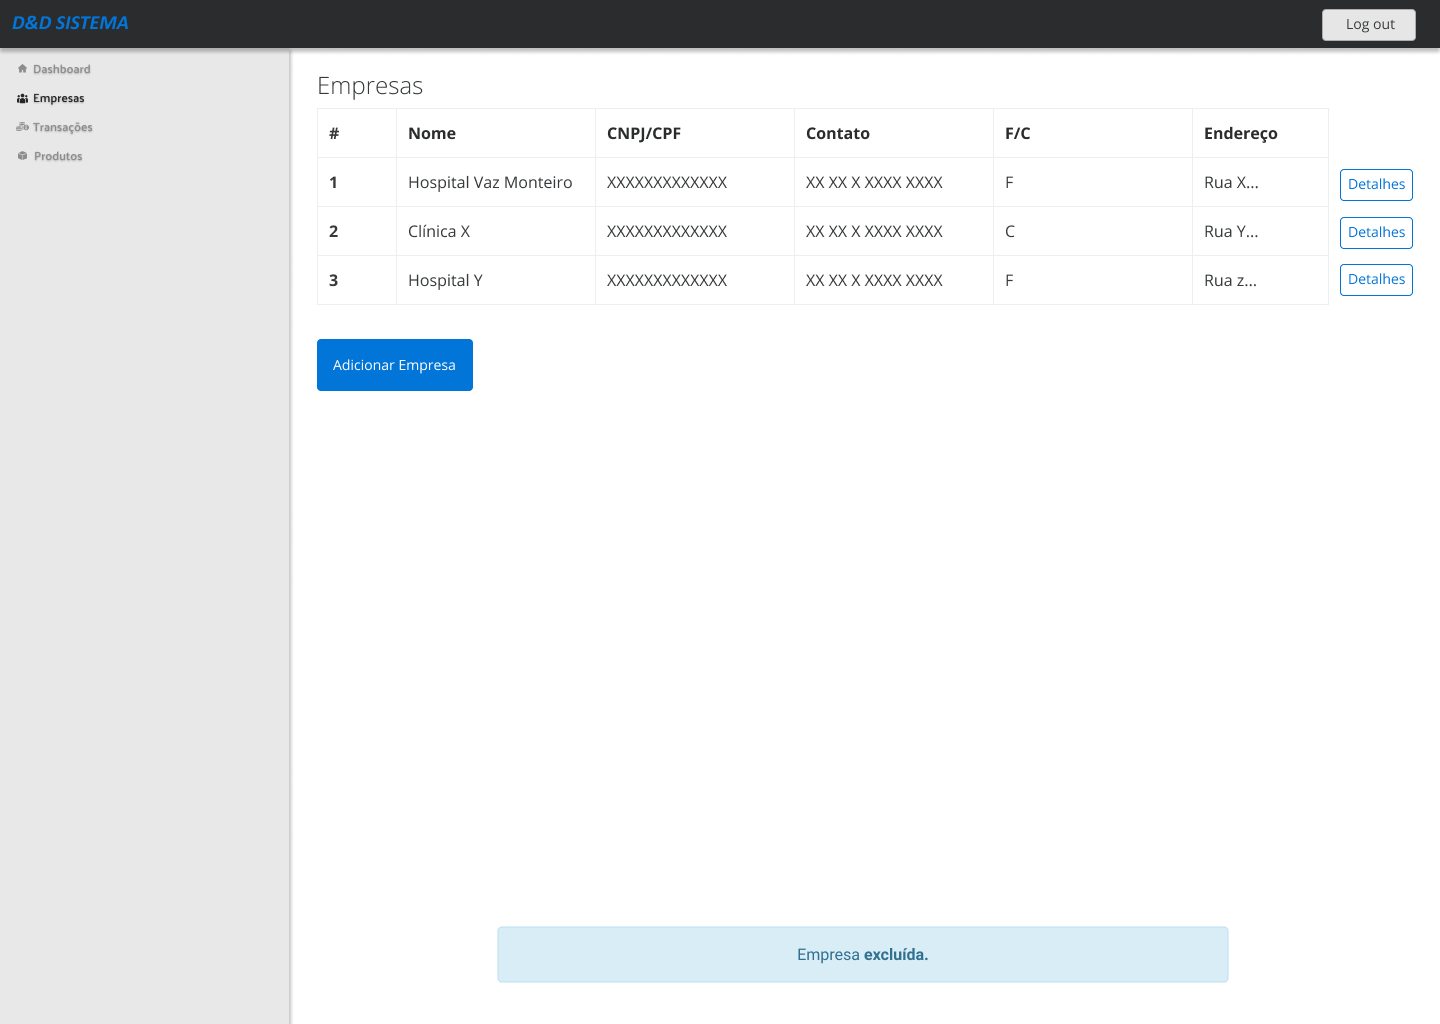 D&D SISTEMA
Log out
Dashboard
Empresas
Transações
Produtos
Empresas
# Nome CNPJ/CPF Contato F/C Endereço
1 Hospital Vaz Monteiro XXXXXXXXXXXXX XX XX X XXXX XXXX F Rua X... Detalhes
2 Clínica X XXXXXXXXXXXXX XX XX X XXXX XXXX C Rua Y... Detalhes
3 Hospital Y XXXXXXXXXXXXX XX XX X XXXX XXXX F Rua z... Detalhes
Adicionar Empresa
Empresa excluída.